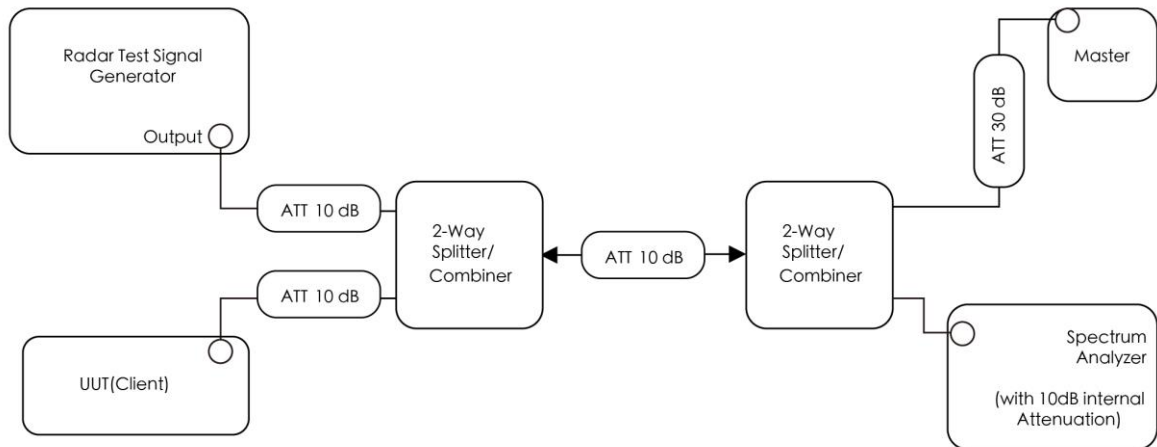 Radar Test Signal
Generator
Output
ATT 10 dB
2-Way
Splitter/
Combiner
ATT 10 dB
UUT(Client)
ATT 10 dB
2-Way
Splitter/
Combiner
ATT 30 dB
Master
Spectrum
Analyzer
(with 10dB internal
Attenuation)